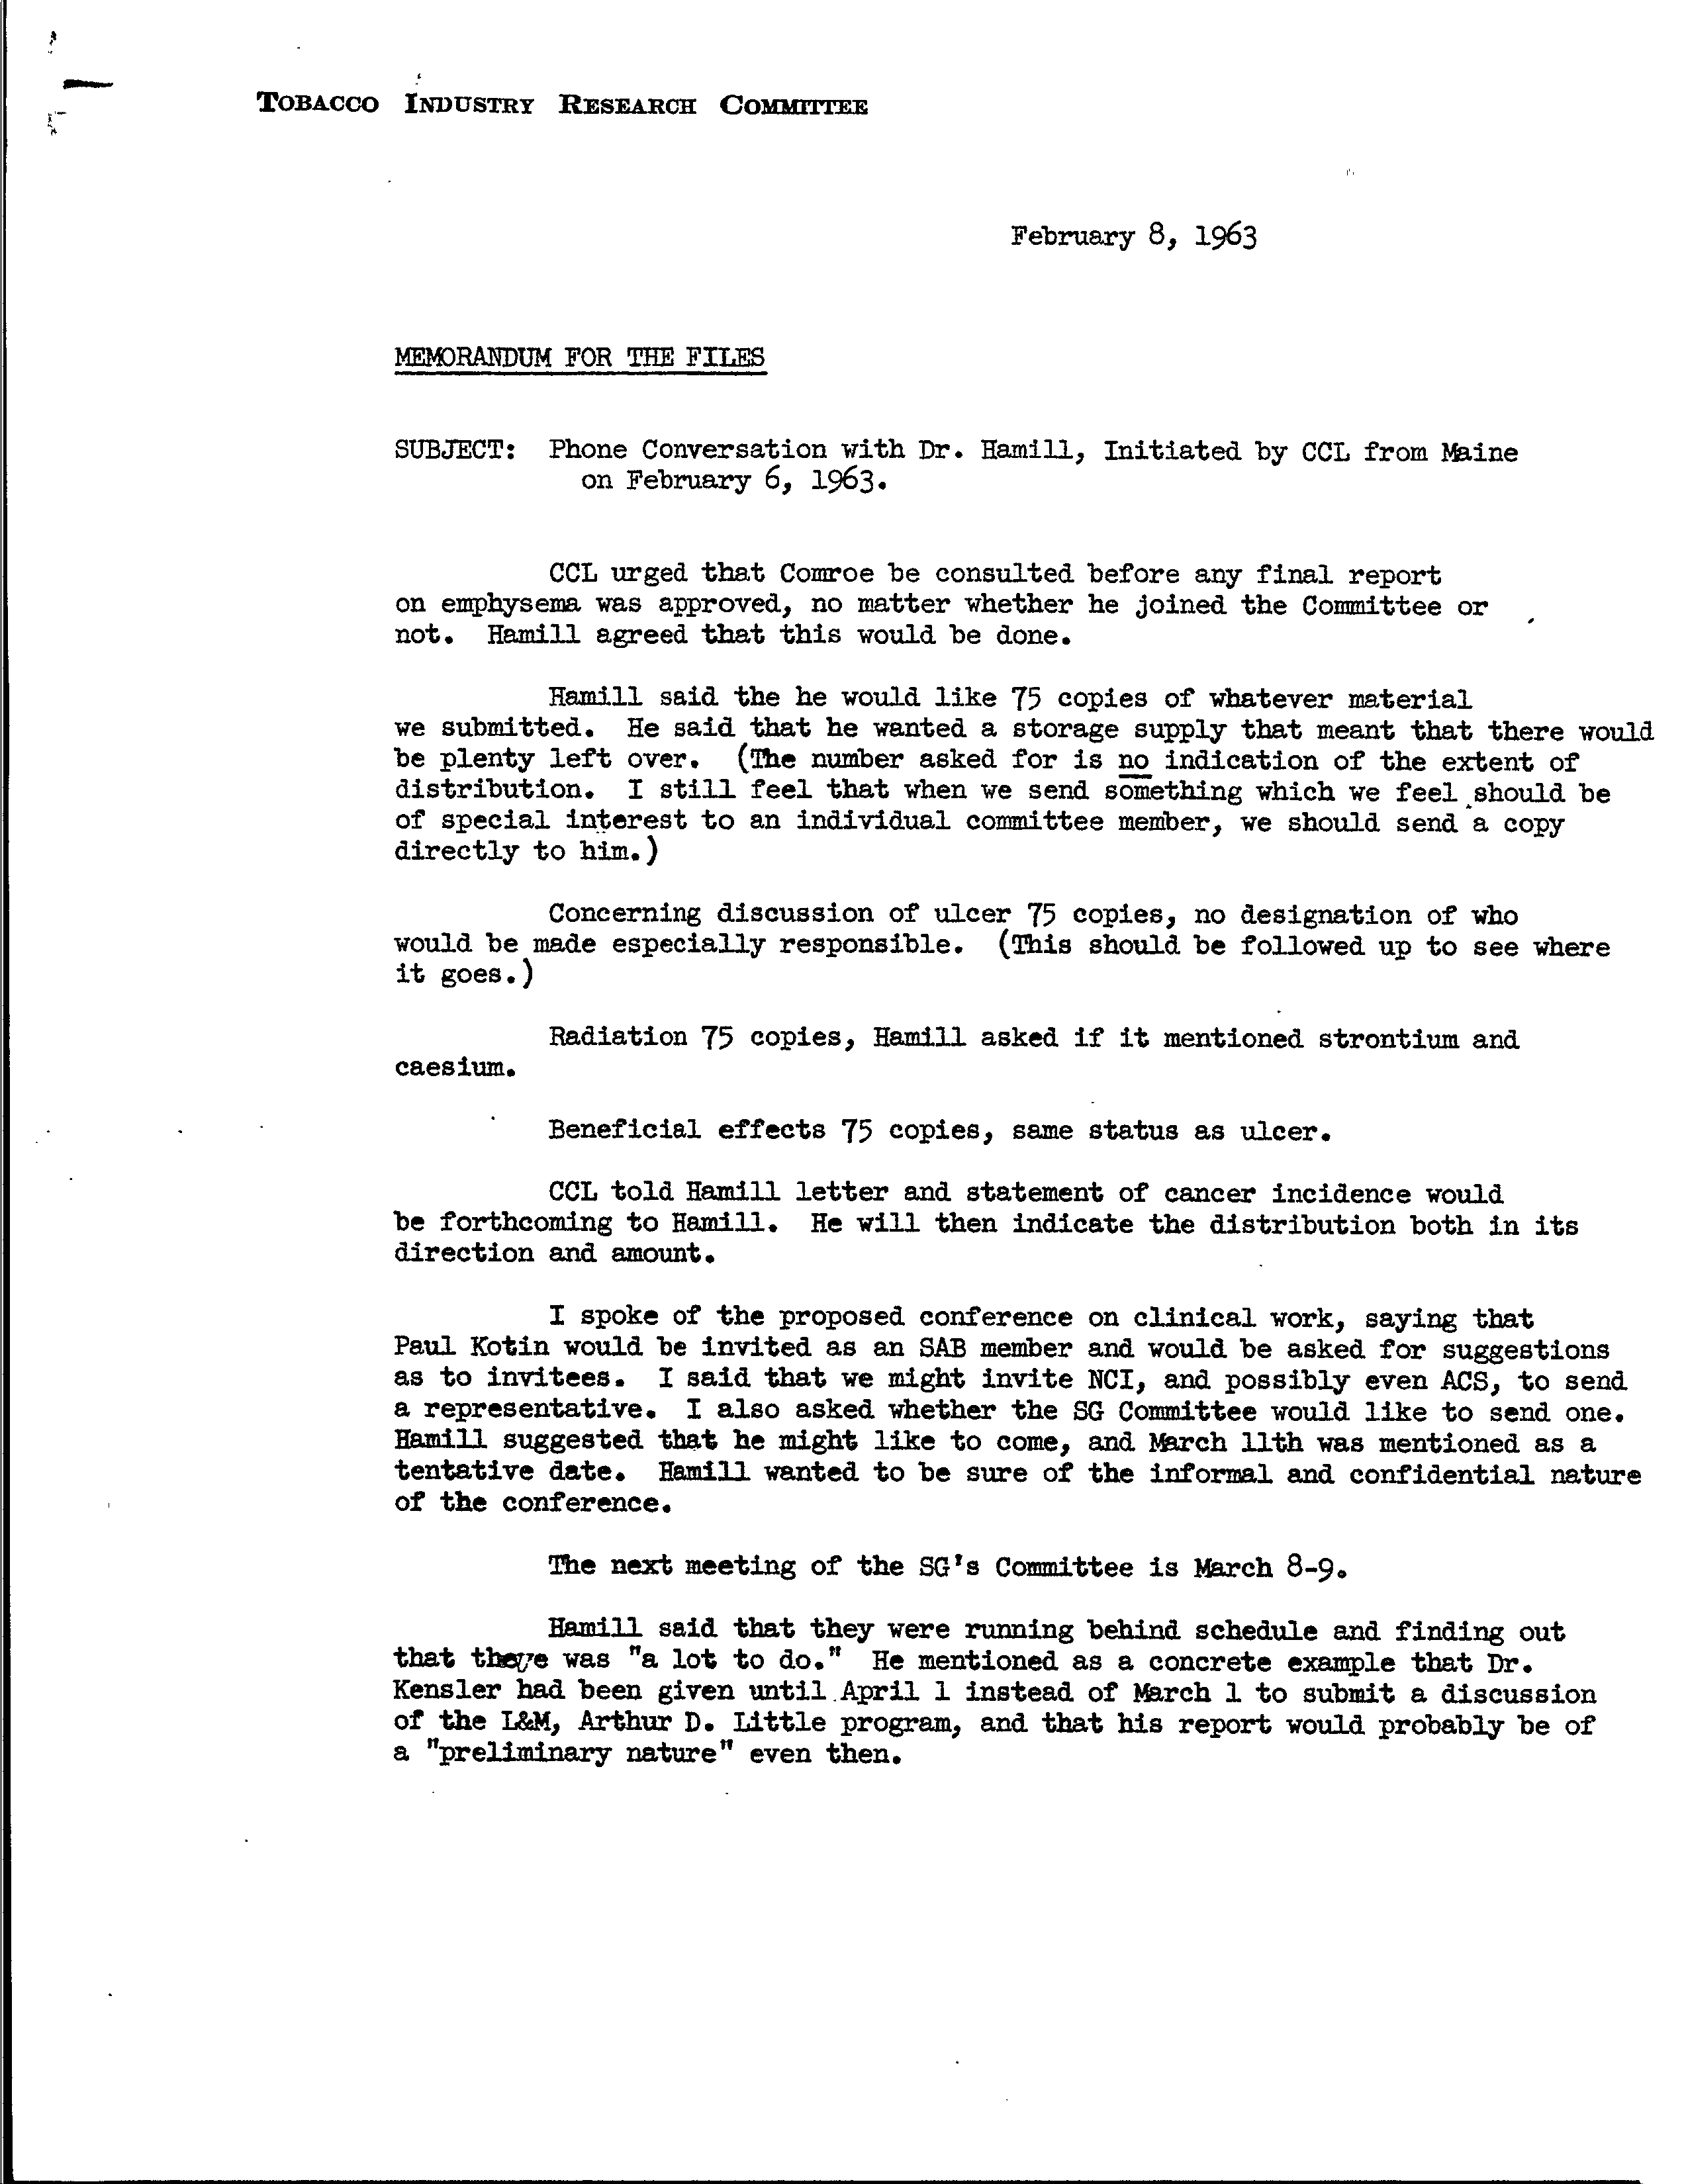 TOBACCO INDUSTRY RESEARCH COMMITTEE
February 8, 1963
MEMORANDUM FOR THE FILES
SUBJECT: Phone Conversation with Dr. Hamill, Initiated by CCL from Maine
on February 6, 1963.
CCL urged that Comroe be consulted before any final report
on emphysema was approved, no matter whether he joined the Committee or
not. Hamill agreed that this would be done.
Hamill said the he would like 75 copies of whatever material
we submitted. He said that he wanted a storage supply that meant that there would
be plenty left over. (The number asked for is no indication of the extent of
distribution. I still feel that when we send something which we feel should be
of special interest to an individual committee member, we should send a copy
directly to him.)
Concerning discussion of ulcer 75 copies, no designation of who
would be made especially responsible. (This should be followed up to see where
it goes.)
Radiation 75 copies, Hamill asked if it mentioned strontium and
caesium.
Beneficial effects 75 copies, same status as ulcer.
CCL told Hamill letter and statement of cancer incidence would
be forthcoming to Hamill. He will then indicate the distribution both in its
direction and amount.
I spoke of the proposed conference on clinical work, saying that
Paul Kotin would be invited as an SAB member and would be asked for suggestions
as to invitees. I said that we might invite NCI, and possibly even ACS, to send
a representative. I also asked whether the SG Committee would like to send one.
Hamill suggested that he might like to come, and March 11th was mentioned as a
tentative date. Hamill wanted to be sure of the informal and confidential nature
of the conference.
The next meeting of the SG's Committee is March 8-9.
Hamill said that they were running behind schedule and finding out
that there was "a lot to do." He mentioned as a concrete example that Dr.
Kensler had been given until April 1 instead of March 1 to submit a discussion
of the L&M, Arthur D. Little program, and that his report would probably be of
a "preliminary nature" even then.